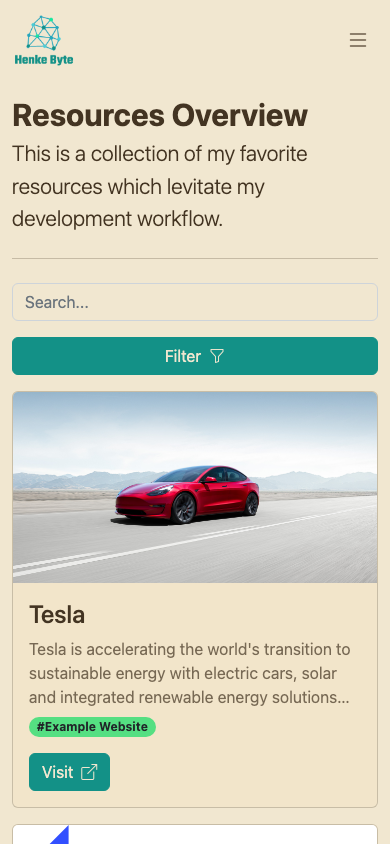 Henke Byte
Resources Overview
This is a collection of my favorite
resources which levitate my
development workflow.
Search...
Filter
Tesla
Tesla is accelerating the world's transition to
sustainable energy with electric cars, solar
and integrated renewable energy solutions...
#Example Website
Visit